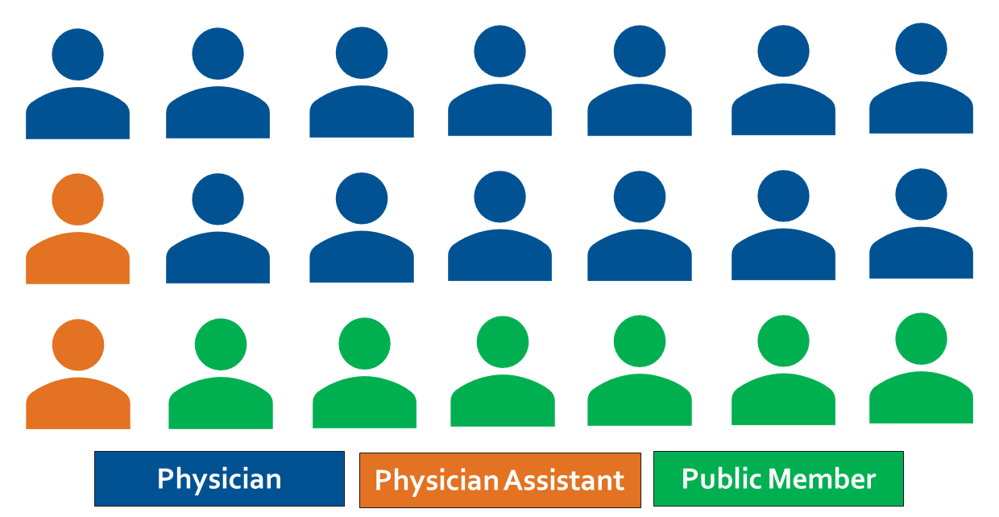 Physician
Physician Assistant
Public Member